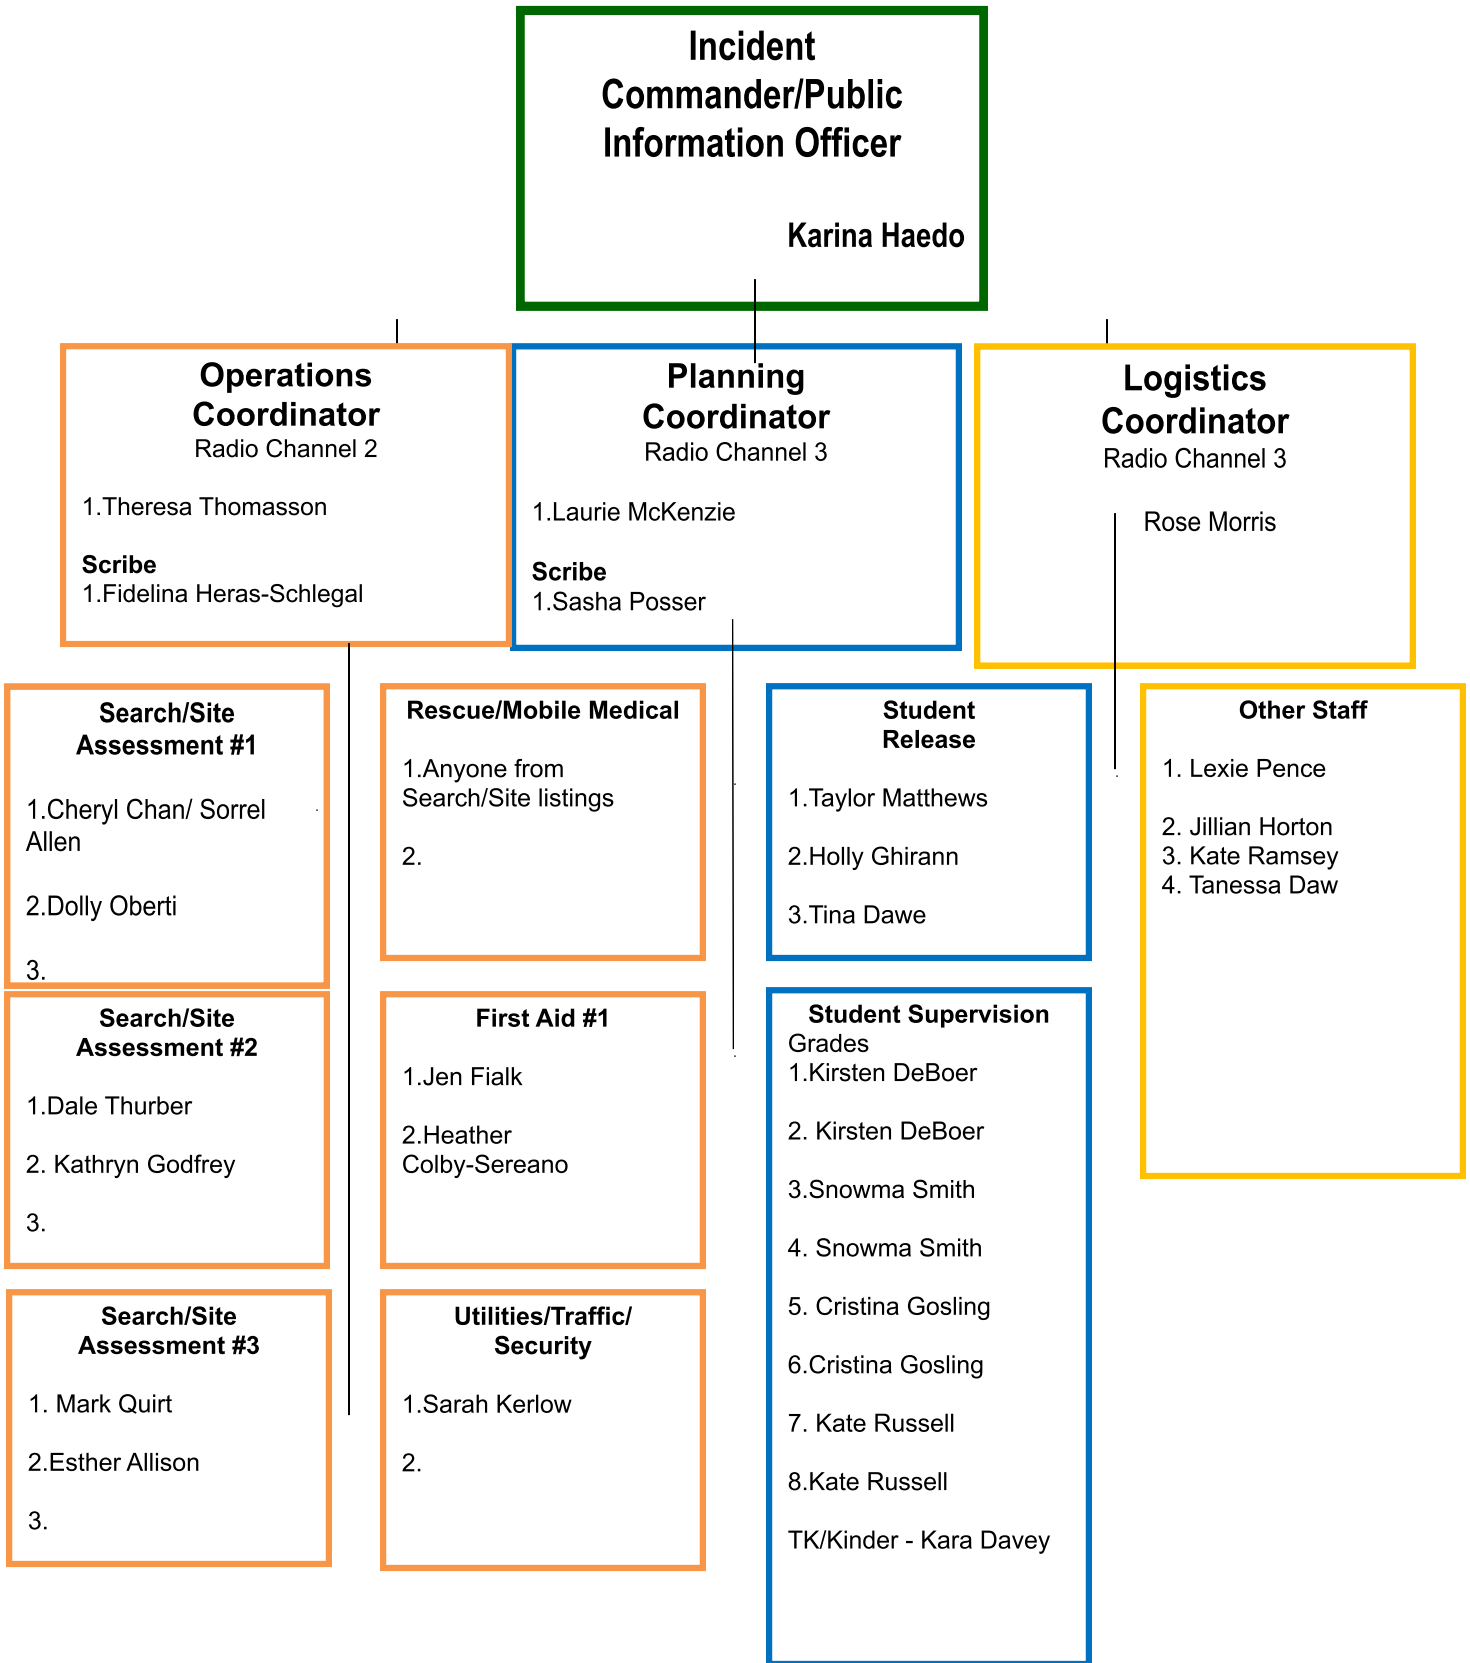 Incident
Commander/Public
Information Officer
Karina Haedo
Operations
Coordinator
Radio Channel 2
1.Theresa Thomasson
Scribe
1.Fidelina Heras-Schlegal
Planning
Coordinator
Radio Channel 3
1.Laurie McKenzie
Scribe
1.Sasha Posser
Logistics
Coordinator
Radio Channel 3
Rose Morris
Search/Site
Assessment #1
1.Cheryl Chan/ Sorrel
Allen
2.Dolly Oberti
3.
Rescue/Mobile Medical
1.Anyone from
Search/Site listings
2.
Student
Release
1.Taylor Matthews
2.Holly Ghirann
3.Tina Dawe
Other Staff
1. Lexie Pence
2. Jillian Horton
3. Kate Ramsey
4. Tanessa Daw
Search/Site
Assessment #2
1.Dale Thurber
2. Kathryn Godfrey
3.
First Aid #1
1.Jen Fialk
2.Heather
Colby-Sereano
Student Supervision
Grades
1.Kirsten DeBoer
2. Kirsten DeBoer
3.Snowma Smith
4. Snowma Smith
5. Cristina Gosling
6.Cristina Gosling
7. Kate Russell
8.Kate Russell
TK/Kinder - Kara Davey
Search/Site
Assessment #3
1. Mark Quirt
2.Esther Allison
3.
Utilities/Traffic/
Security
1.Sarah Kerlow
2.